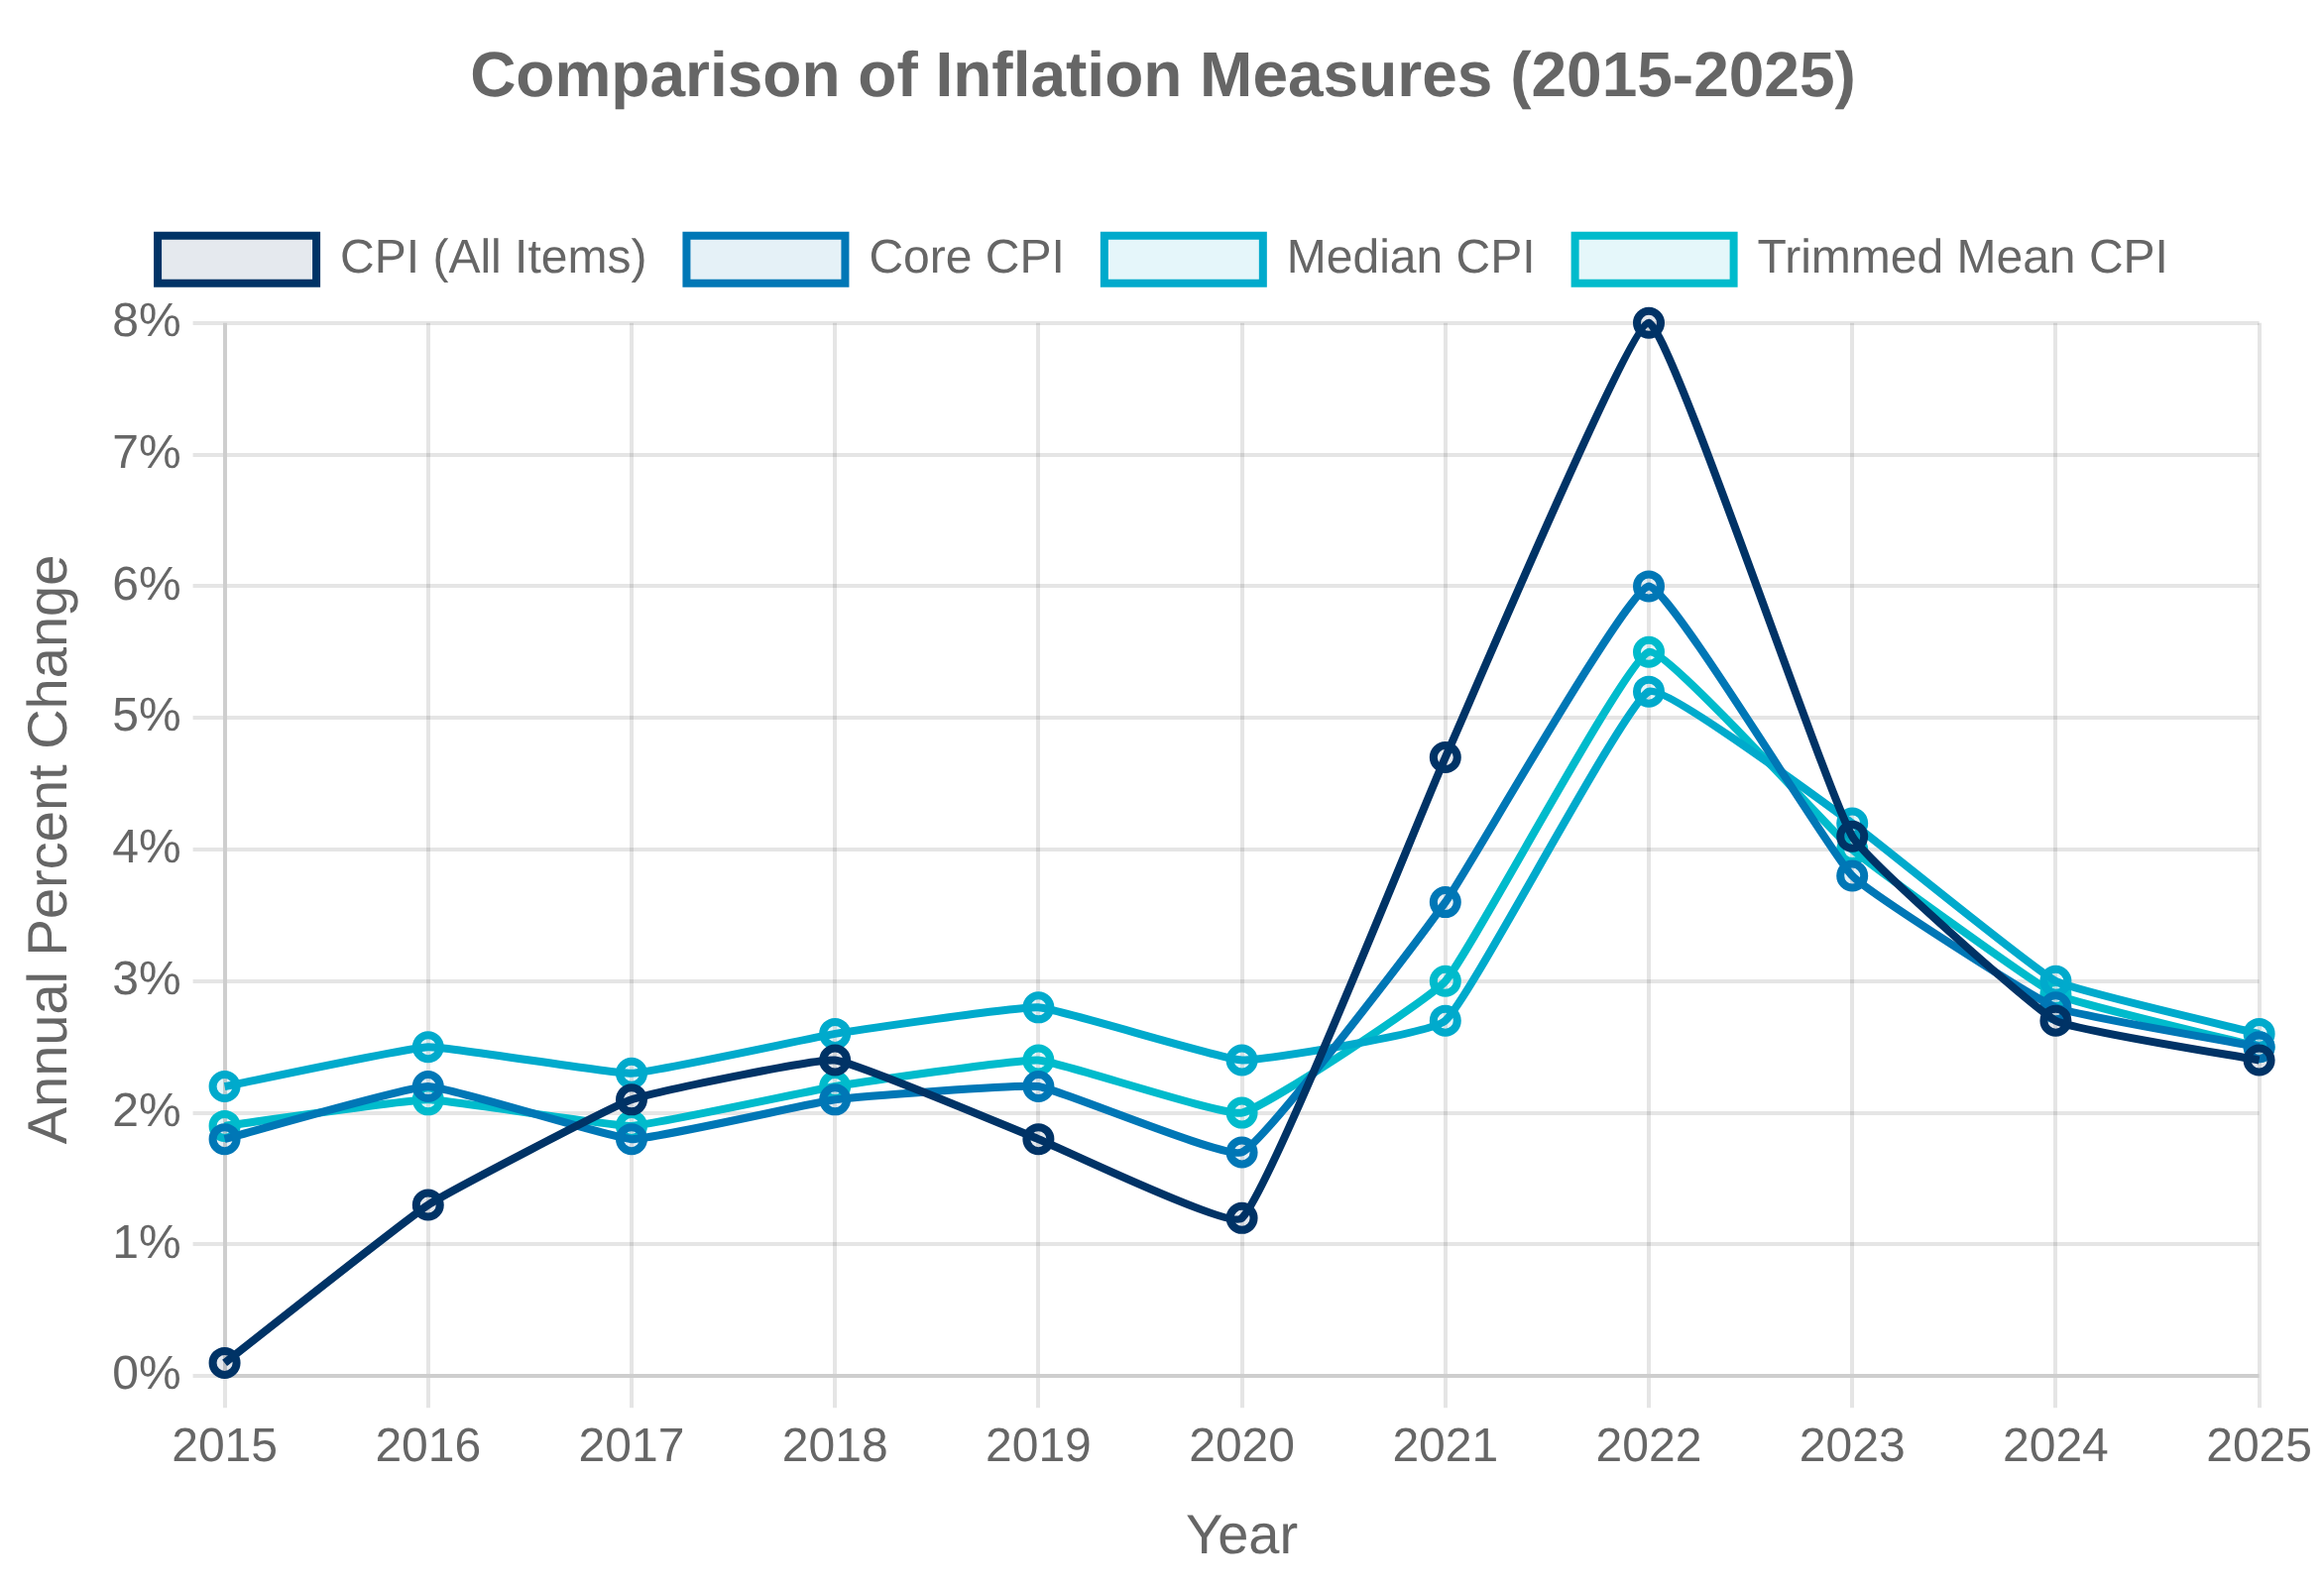 Comparison of Inflation Measures (2015-2025)
CPI (All Items) Core CPI Median CPI Trimmed Mean CPI
8%
7%
6%
5%
4%
3%
2%
1%
0%
Annual Percent Change
2015 2016 2017 2018 2019 2020 2021 2022 2023 2024 2025
Year